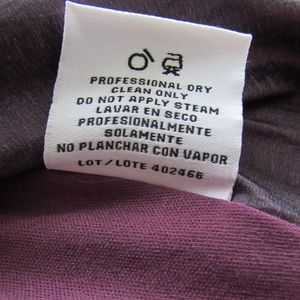 PROFESSIONAL DRY
CLEAN ONLY
DO NOT APPLY STEAM
LAVAR EN SECO
PROFESIONALMENTE
SOLAMENTE
NO PLANCHAR CON VAPOR
LOT/LOTE 402466